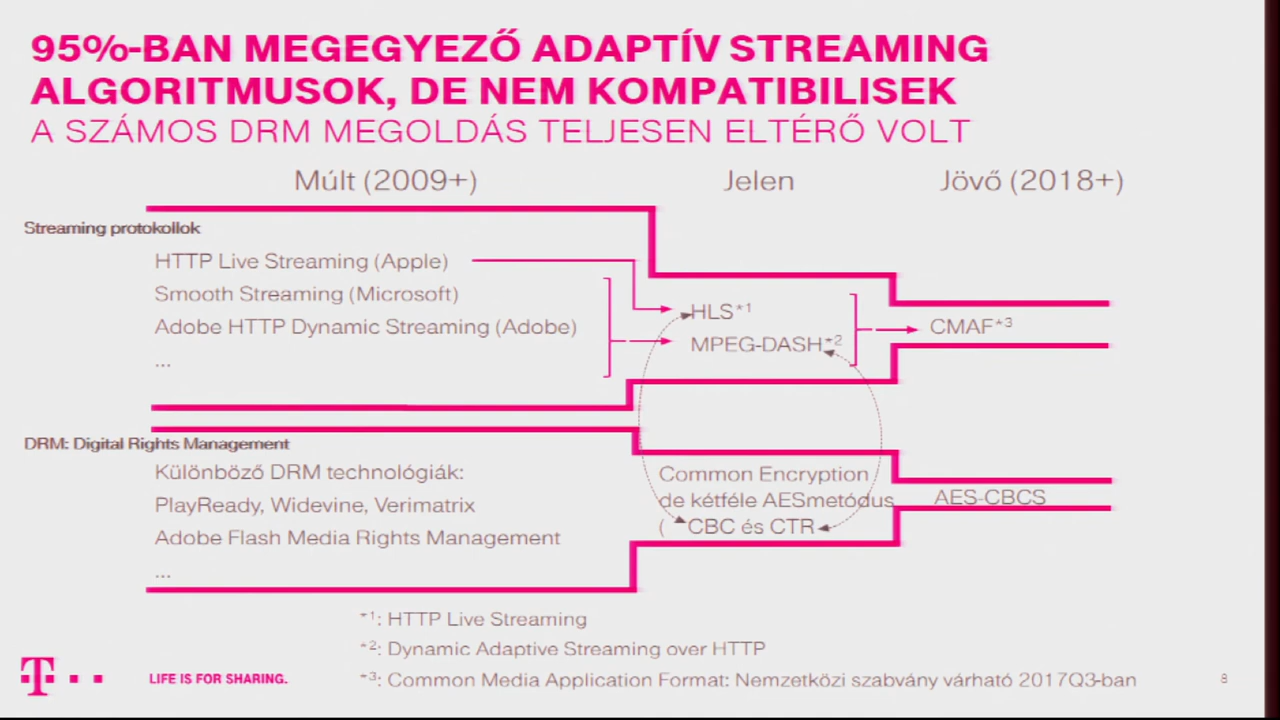 95%-BAN MEGEGYEZŐ ADAPTÍV STREAMING
ALGORITMUSOK, DE NEM KOMPATIBILISEK
A SZÁMOS DRM MEGOLDÁS TELJESEN ELTÉRŐ VOLT
Múlt (2009+)
Jelen
Jövő (2018+)
Streaming protokollok
HTTP Live Streaming (Apple)
Smooth Streaming (Microsoft)
Adobe HTTP Dynamic Streaming (Adobe)
...
HLS*1
MPEG-DASH*2
CMAF*3
DRM: Digital Rights Management
Különböző DRM technológiák:
PlayReady, Widevine, Verimatrix
Adobe Flash Media Rights Management
...
Common Encryption
de kétféle AESmetódus
( CBC és CTR
AES-CBCS
*1: HTTP Live Streaming
*2: Dynamic Adaptive Streaming over HTTP
*3: Common Media Application Format: Nemzetközi szabvány várható 2017Q3-ban
T
LIFE IS FOR SHARING.
8